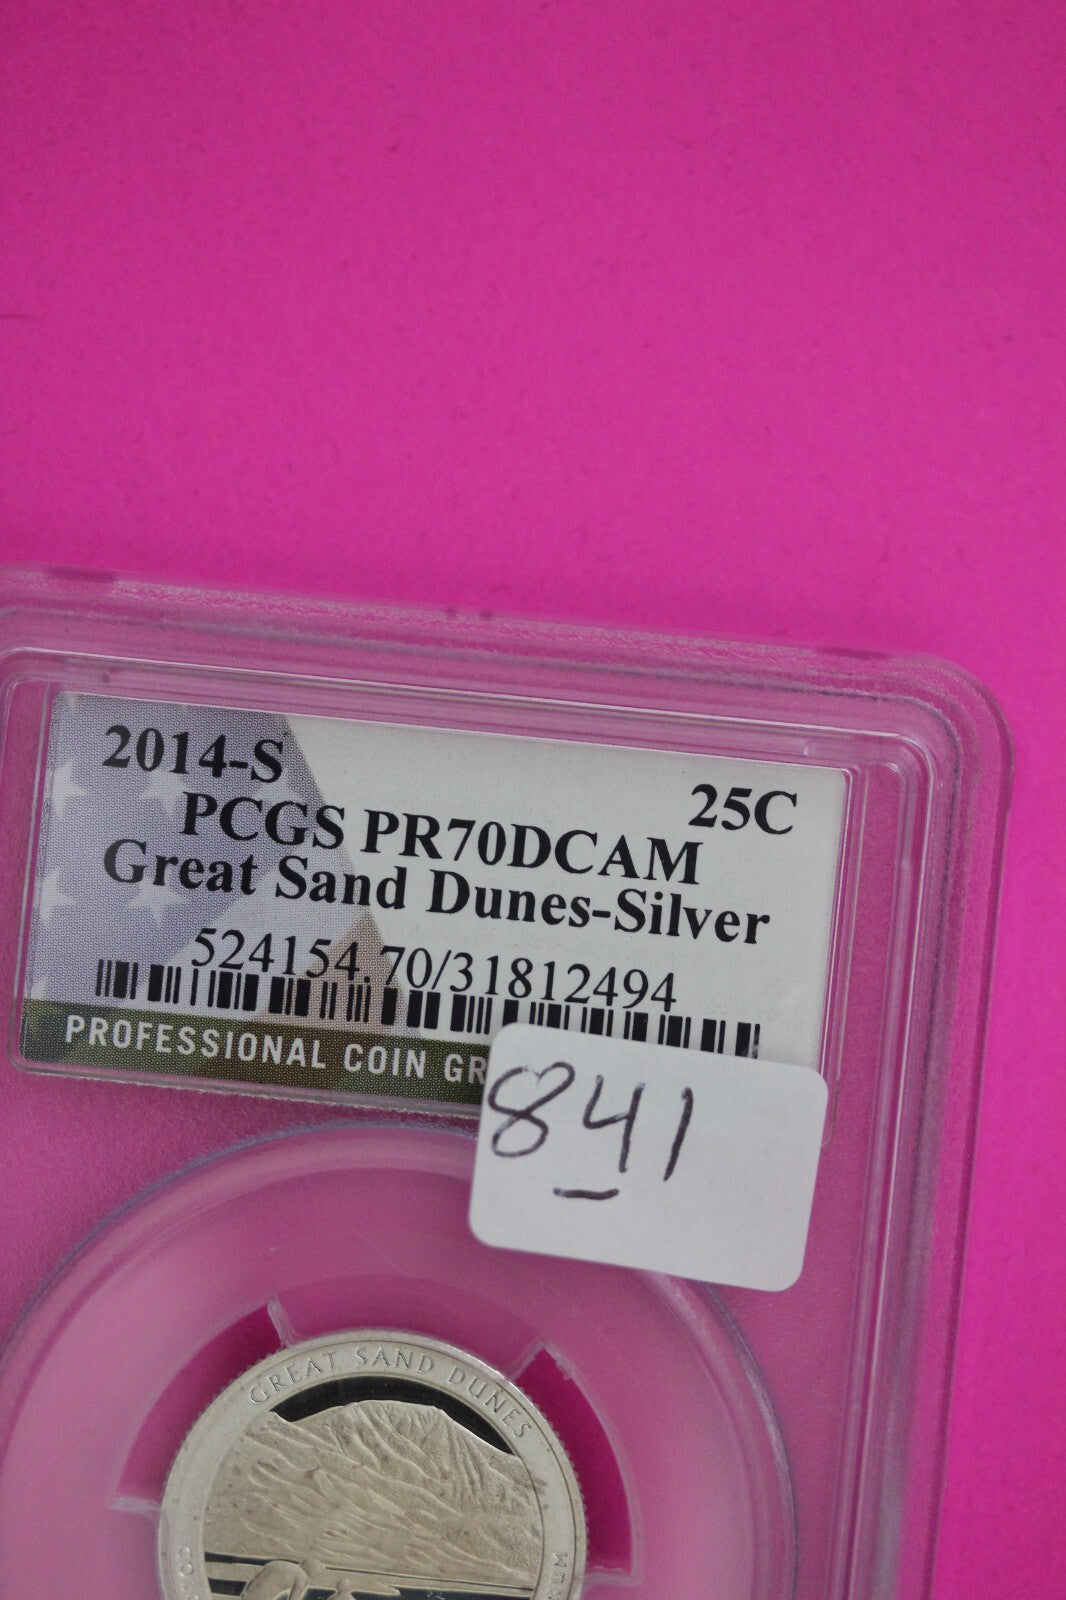 2014-S
25C
PCGS PR70DCAM
Great Sand Dunes-Silver
524154.70/31812494
PROFESSIONAL COIN GR
841
GREAT SAND DUNES